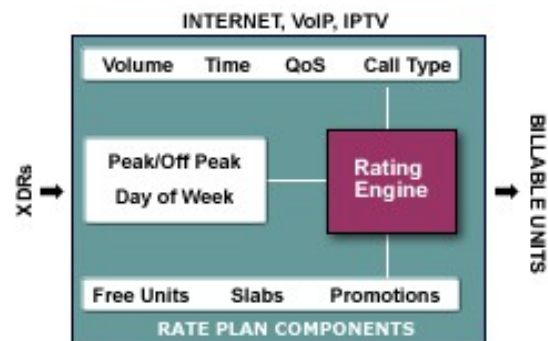 INTERNET, VoIP, IPTV
Volume Time QoS Call Type
XDRs
Peak/Off Peak
Day of Week
Rating
Engine
BILLABLE UNITS
Free Units Slabs Promotions
RATE PLAN COMPONENTS